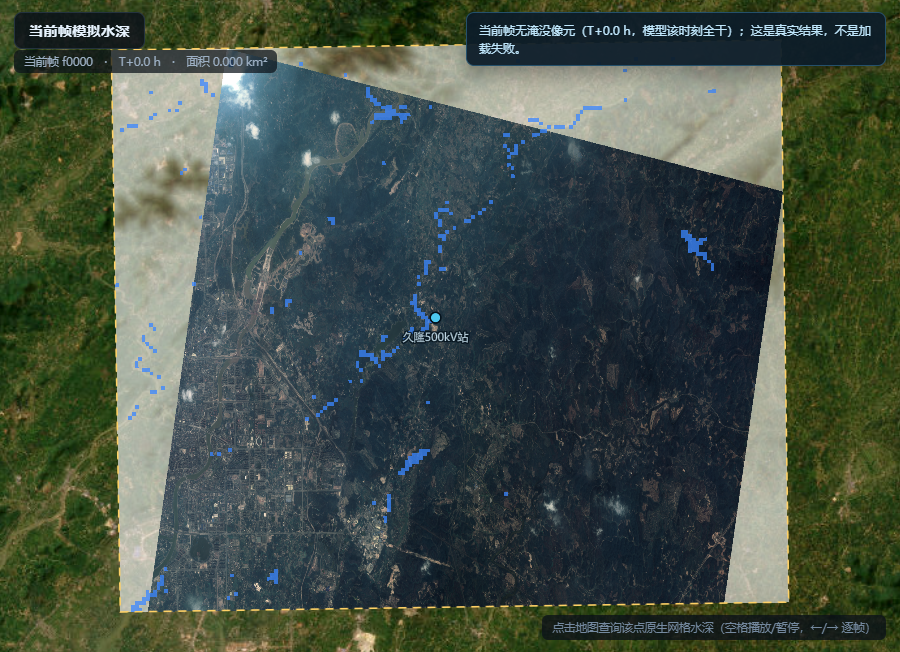 当前帧模拟水深
当前帧 f0000 · T+0.0 h · 面积 0.000 km²
当前帧无淹没像元（T+0.0 h，模型该时刻全干）；这是真实结果，不是加
载失败。
久隆500kV站
点击地图查询该点原生网格水深（空格播放/暂停，←/→ 逐帧）